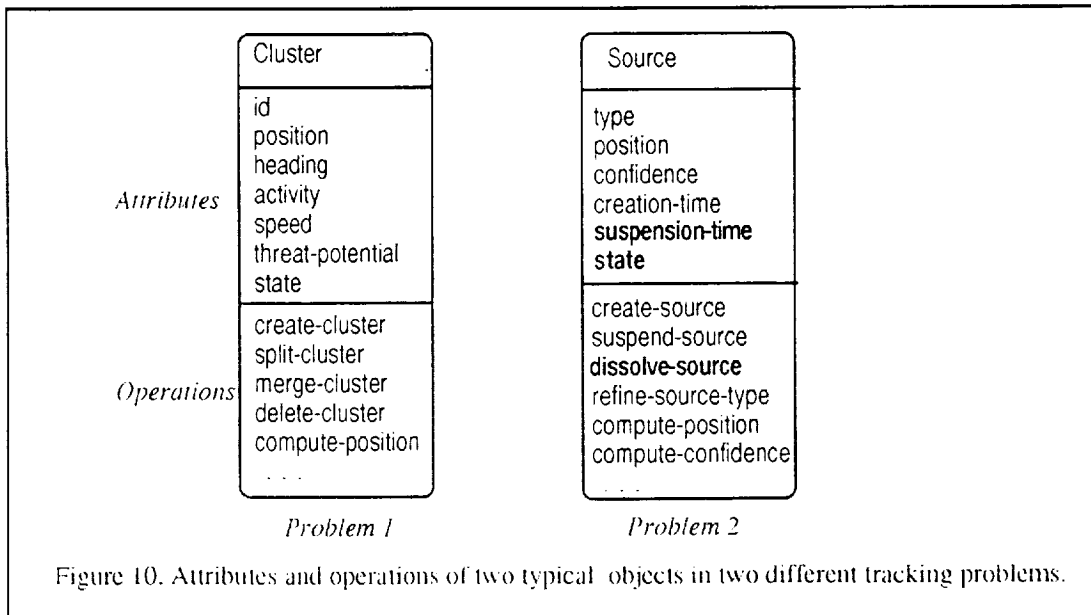 Cluster
id
position
heading
activity
speed
threat-potential
state
create-cluster
split-cluster
merge-cluster
delete-cluster
compute-position
. . .
Source
type
position
confidence
creation-time
suspension-time
state
create-source
suspend-source
dissolve-source
refine-source-type
compute-position
compute-confidence
. . .
Attributes
Operations
Problem 1
Problem 2
Figure 10. Attributes and operations of two typical objects in two different tracking problems.